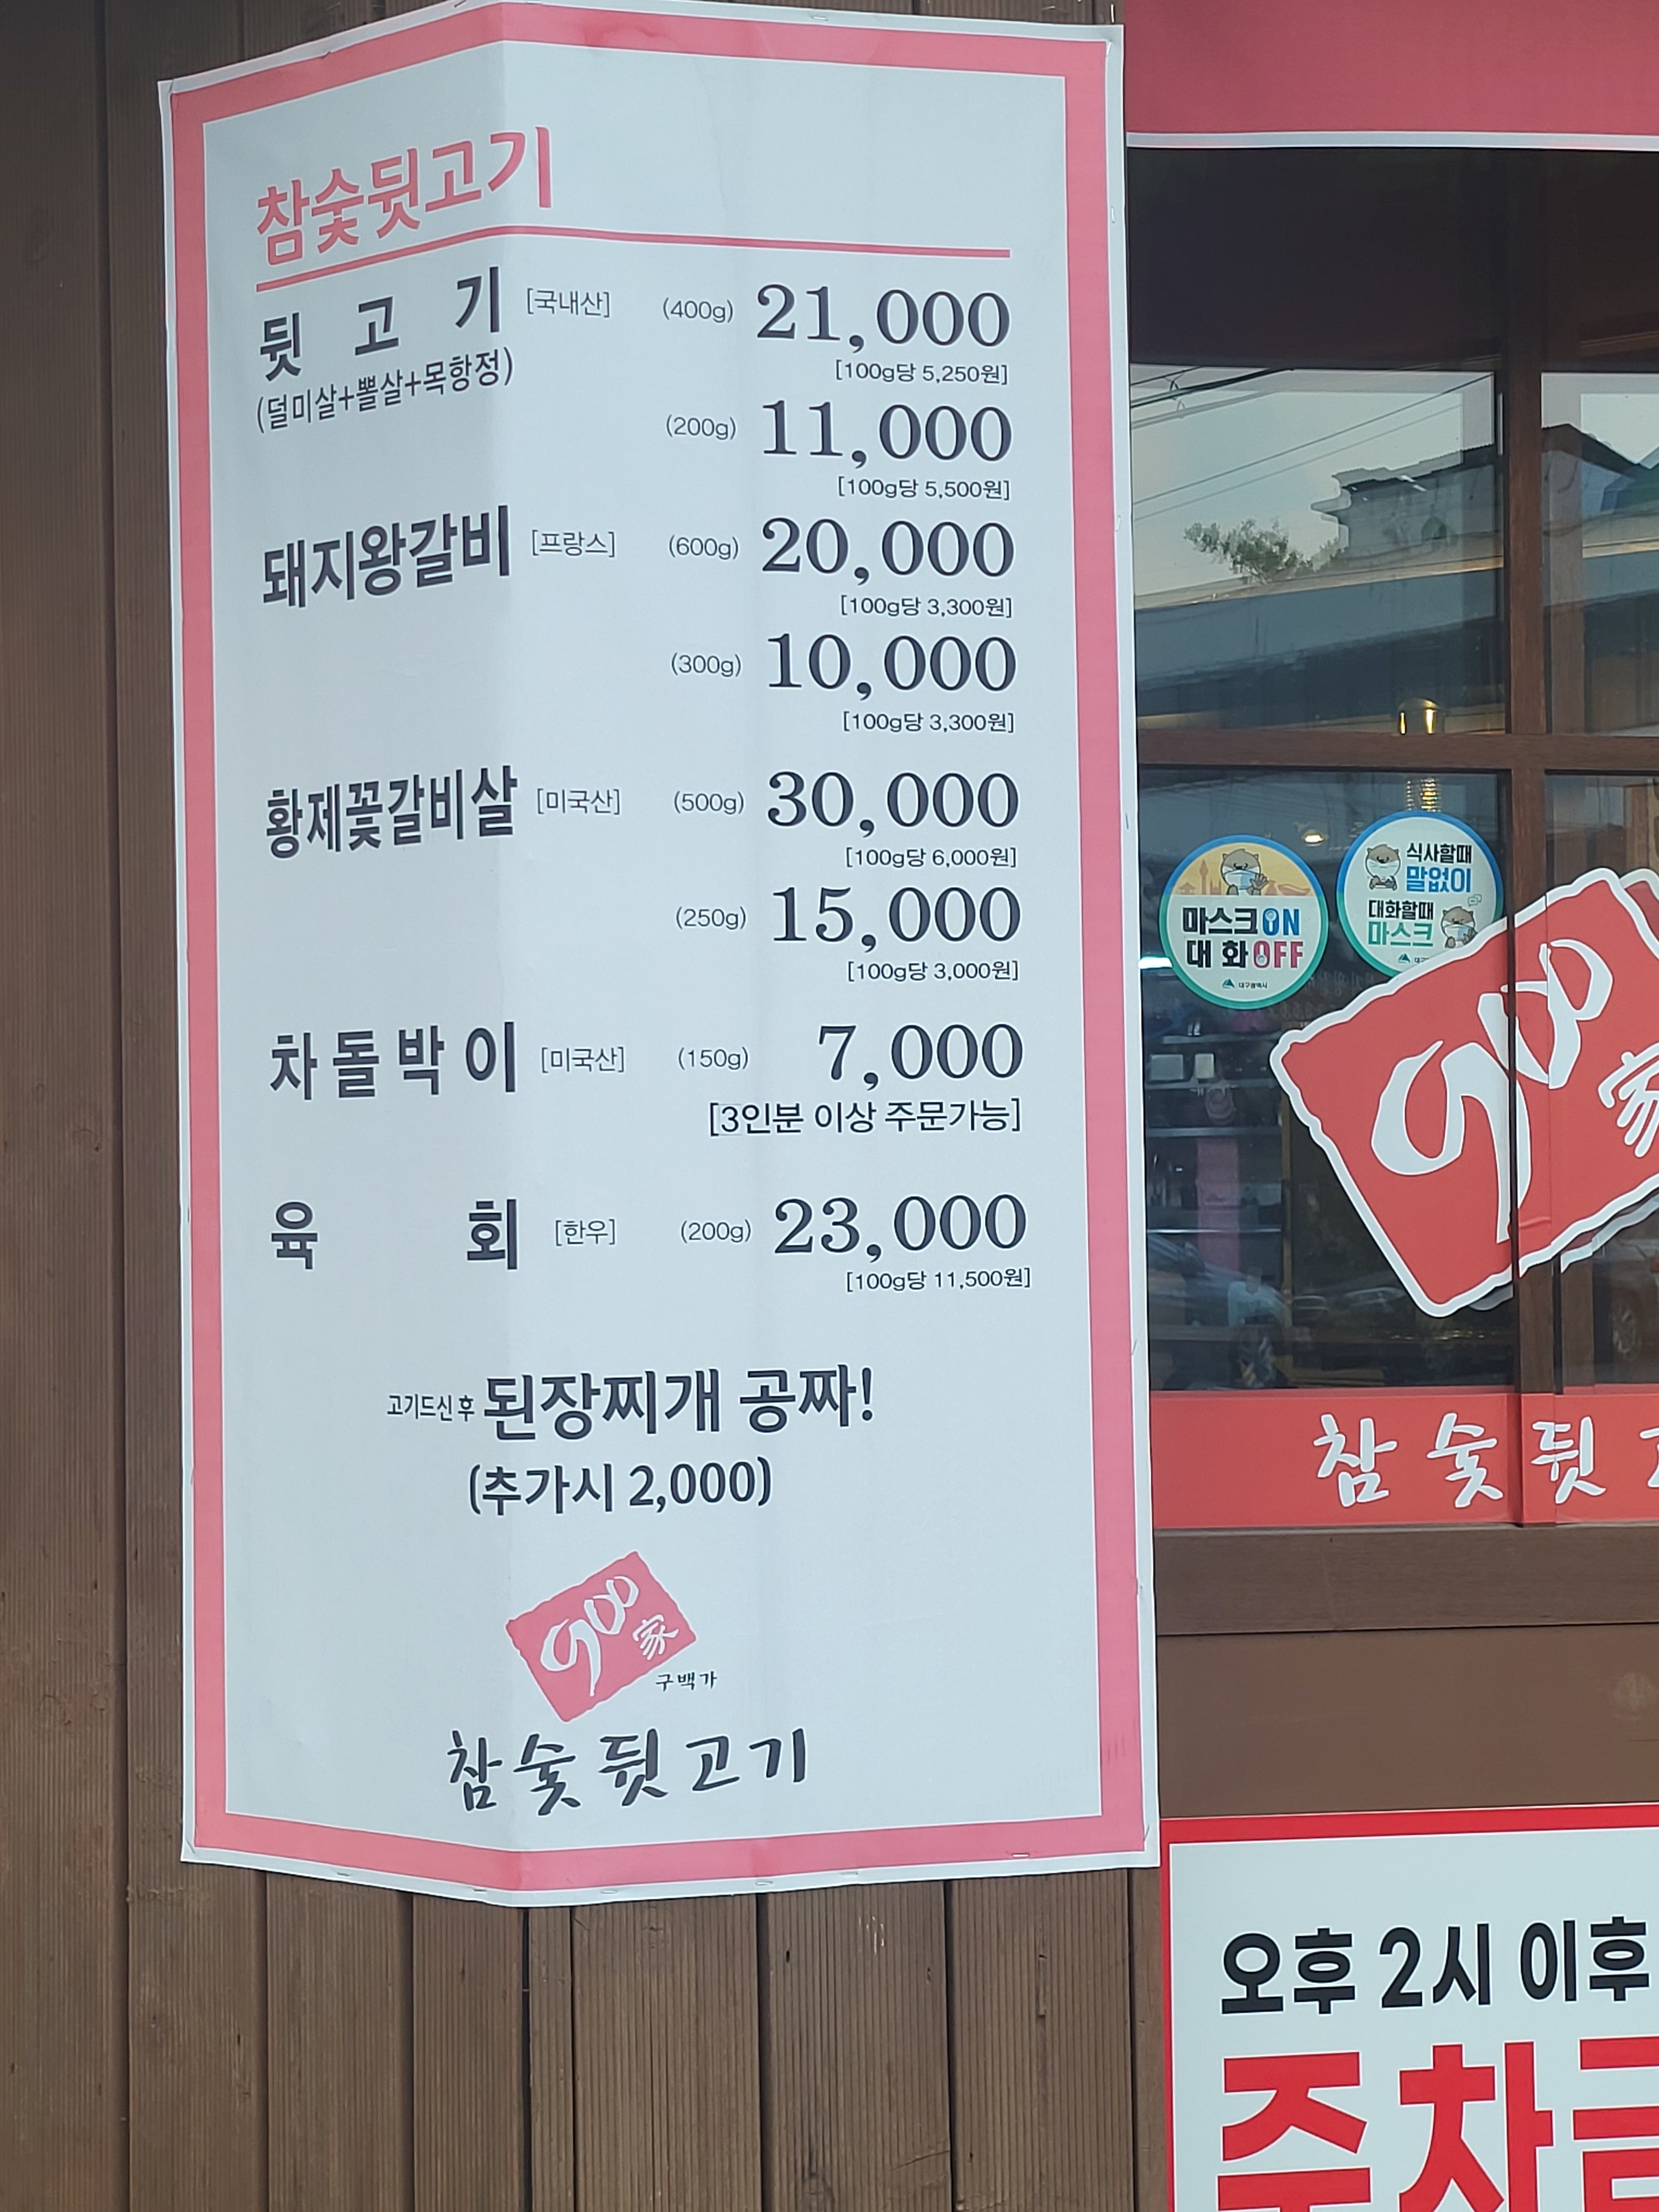 참숯뒷고기
뒷 고 기 [국내산] (400g) 21,000
(덜미살+뽈살+목항정) [100g당 5,250원]
(200g) 11,000
[100g당 5,500원]
돼지왕갈비 [프랑스] (600g) 20,000
[100g당 3,300원]
(300g) 10,000
[100g당 3,300원]
황제꽃갈비살 [미국산] (500g) 30,000
[100g당 6,000원]
(250g) 15,000
[100g당 3,000원]
차돌박이 [미국산] (150g) 7,000
[3인분 이상 주문가능]
육 회 [한우] (200g) 23,000
[100g당 11,500원]
고기드신 후 된장찌개 공짜!
(추가시 2,000)
900
家
구백가
참숯뒷고기
마스크ON
대화OFF
대구광역시
식사할때
말없이
대화할때
마스크
900
家
참숯뒷
오후 2시 이후
주차금